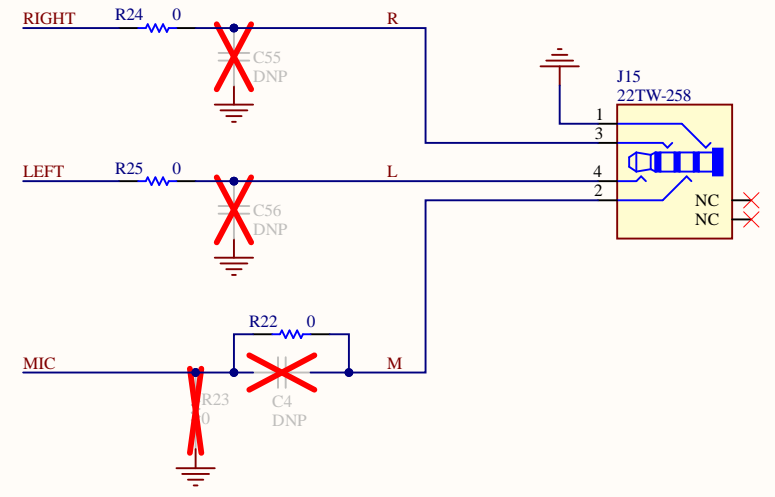 RIGHT
R24 0
R
C55
DNP
J15
22TW-258
1
3
LEFT
R25 0
L
4
2
C56
DNP
NC
NC
R22 0
MIC
M
R23
0
C4
DNP